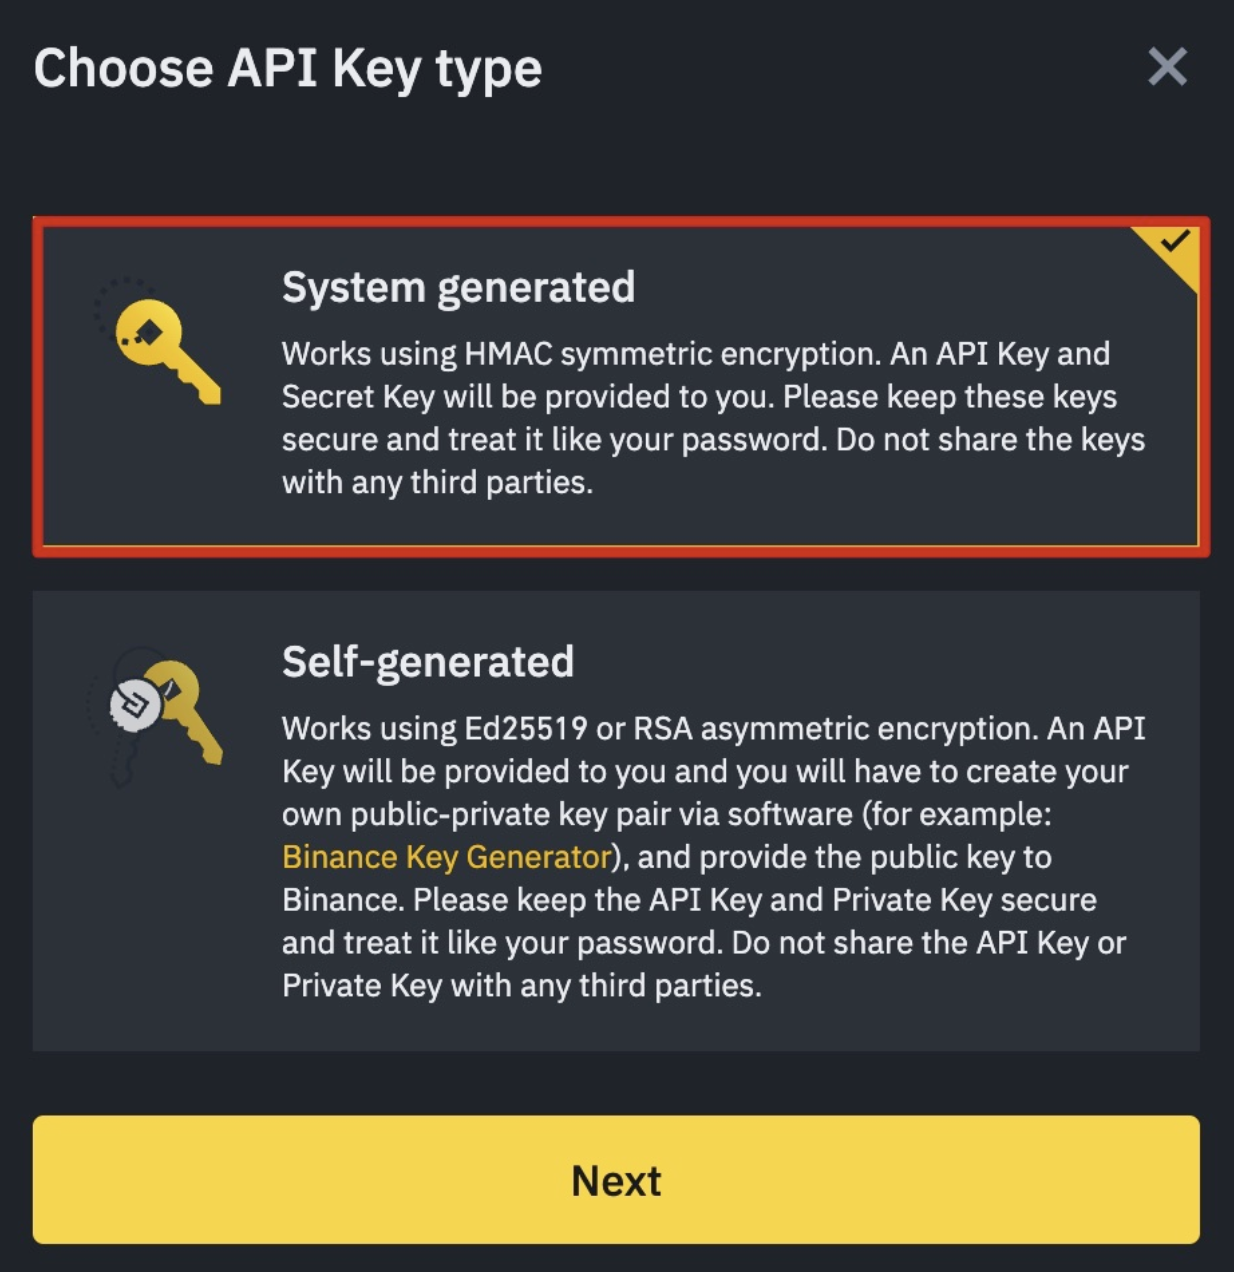 Choose API Key type
System generated
Works using HMAC symmetric encryption. An API Key and
Secret Key will be provided to you. Please keep these keys
secure and treat it like your password. Do not share the keys
with any third parties.
Self-generated
Works using Ed25519 or RSA asymmetric encryption. An API
Key will be provided to you and you will have to create your
own public-private key pair via software (for example:
Binance Key Generator), and provide the public key to
Binance. Please keep the API Key and Private Key secure
and treat it like your password. Do not share the API Key or
Private Key with any third parties.
Next